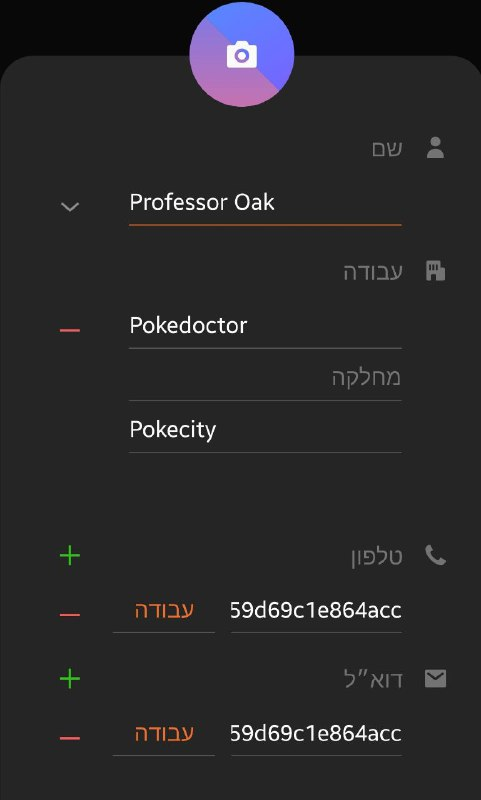 שם
Professor Oak
עבודה
Pokedoctor
מחלקה
Pokecity
טלפון
59d69c1e864acc עבודה
דוא״ל
59d69c1e864acc עבודה